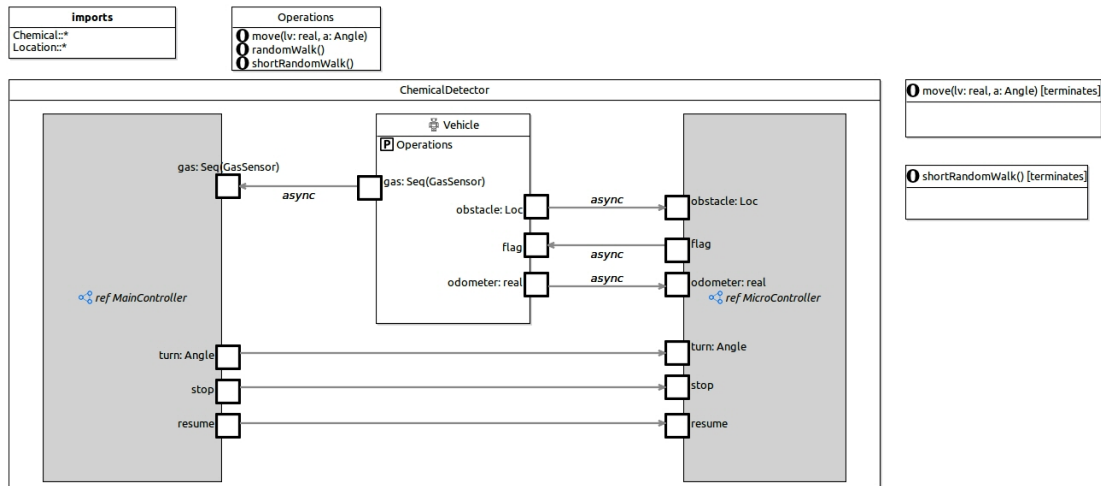 imports
Chemical::*
Location::*
Operations
O move(lv: real, a: Angle)
O randomWalk()
O shortRandomWalk()
ChemicalDetector
O move(lv: real, a: Angle) [terminates]
O shortRandomWalk() [terminates]
Vehicle
P Operations
gas: Seq(GasSensor)
gas: Seq(GasSensor)
async
obstacle: Loc
async
obstacle: Loc
flag
async
flag
odometer: real
async
odometer: real
ref MainController
ref MicroController
turn: Angle
turn: Angle
stop
stop
resume
resume